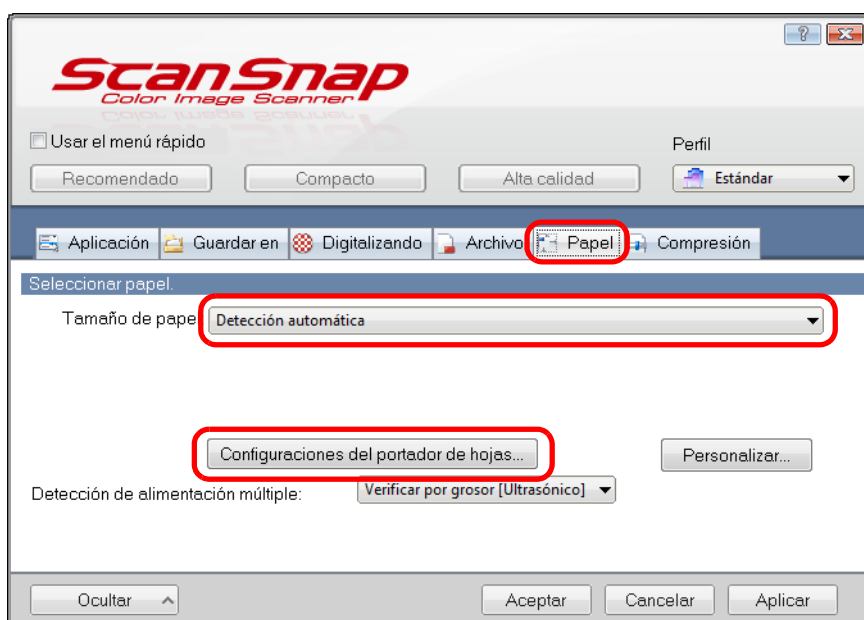 ScanSnap
Color Image Scanner
Usar el menú rápido
Perfil
Recomendado Compacto Alta calidad Estándar
Aplicación Guardar en Digitalizando Archivo Papel Compresión
Seleccionar papel.
Tamaño de pape Detección automática
Configuraciones del portador de hojas... Personalizar...
Detección de alimentación múltiple: Verificar por grosor [Ultrasónico]
Ocultar Aceptar Cancelar Aplicar